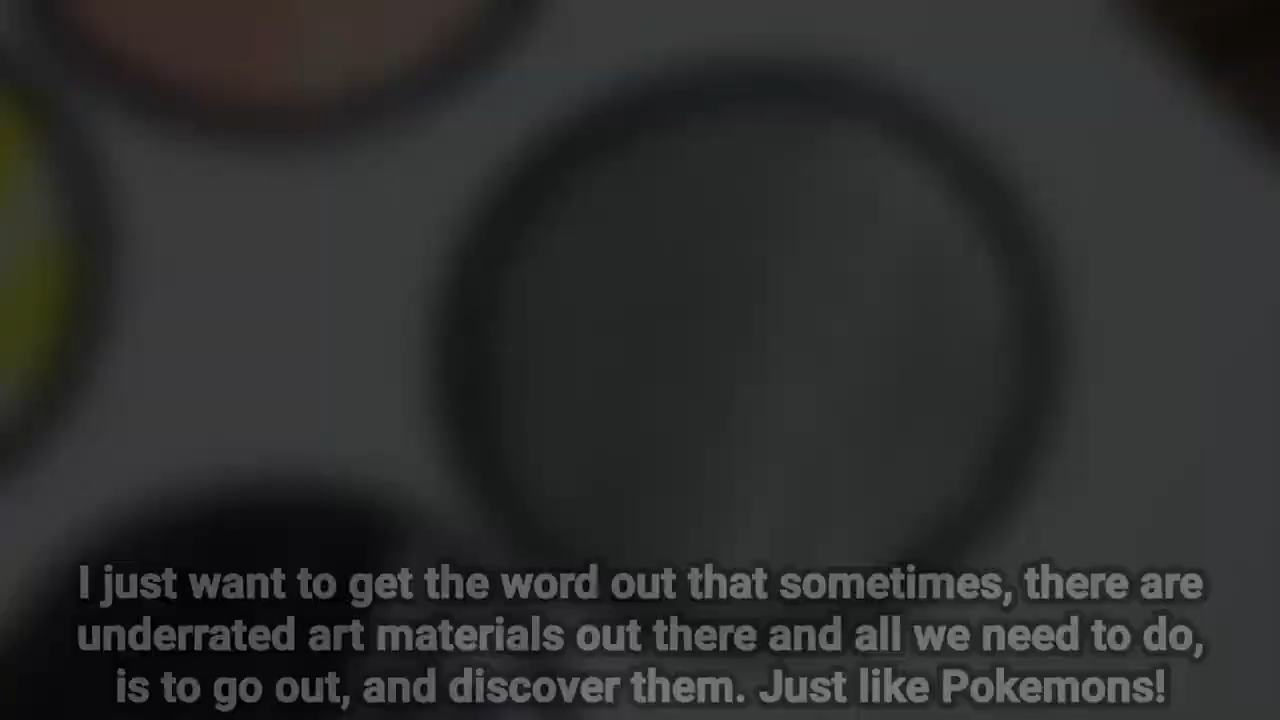 I just want to get the word out that sometimes, there are
underrated art materials out there and all we need to do,
is to go out, and discover them. Just like Pokemons!